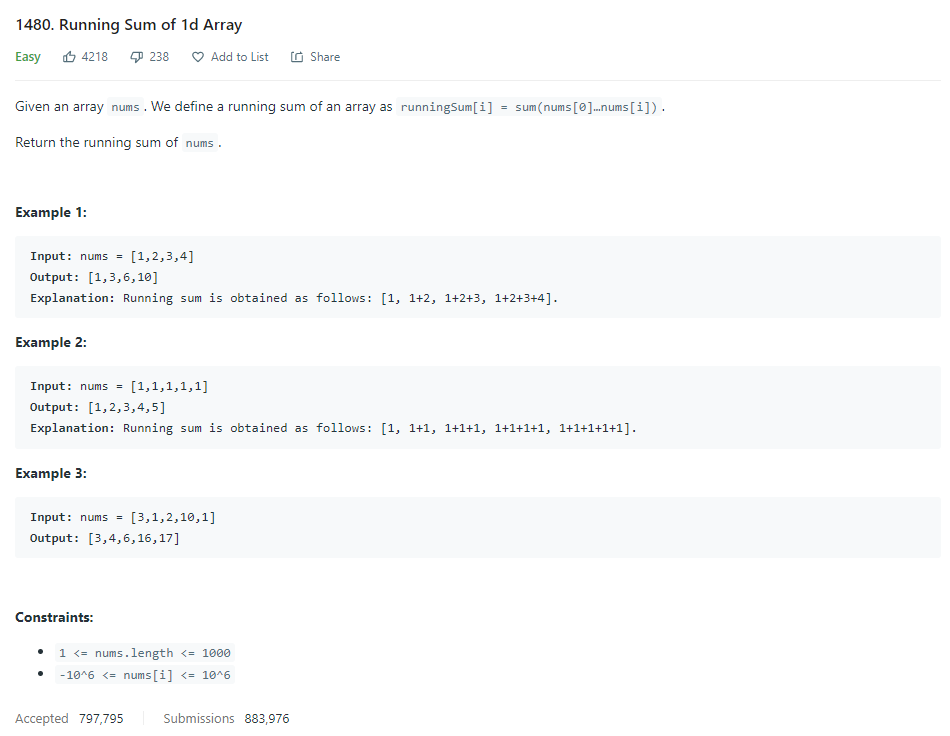 1480. Running Sum of 1d Array
Easy 4218 238 Add to List Share
Given an array nums. We define a running sum of an array as runningSum[i] = sum(nums[0]…nums[i]).
Return the running sum of nums.
Example 1:
Input: nums = [1,2,3,4]
Output: [1,3,6,10]
Explanation: Running sum is obtained as follows: [1, 1+2, 1+2+3, 1+2+3+4].
Example 2:
Input: nums = [1,1,1,1,1]
Output: [1,2,3,4,5]
Explanation: Running sum is obtained as follows: [1, 1+1, 1+1+1, 1+1+1+1, 1+1+1+1+1].
Example 3:
Input: nums = [3,1,2,10,1]
Output: [3,4,6,16,17]
Constraints:
• 1 <= nums.length <= 1000
• -10^6 <= nums[i] <= 10^6
Accepted 797,795 Submissions 883,976